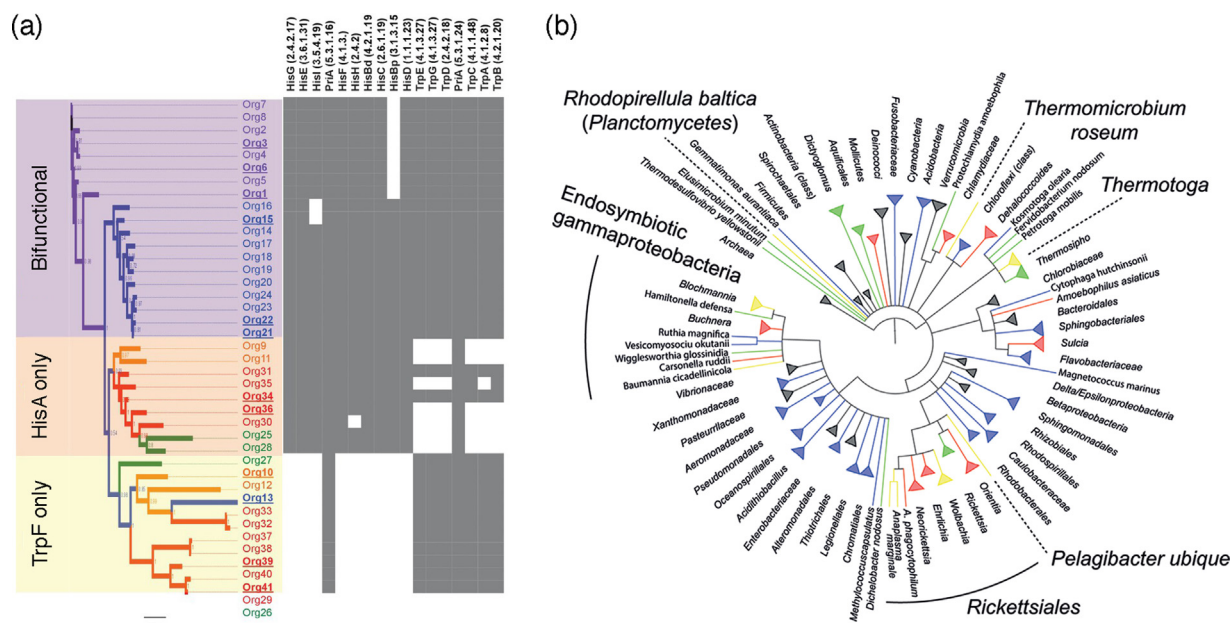 (a)
HisG (2.4.2.17)
HisE (3.6.1.31)
HisI (3.5.4.19)
PriA (5.3.1.16)
HisF (4.1.3.)
HisH (2.4.2)
HisBd (4.2.1.19
HisC (2.6.1.19)
HisBp (3.1.3.15
HisD (1.1.1.23)
TrpE (4.1.3.27)
TrpG (4.1.3.27)
TrpD (2.4.2.18)
PriA (5.3.1.24)
TrpC (4.1.1.48)
TrpA (4.1.2.8)
TrpB (4.2.1.20)
Bifunctional
HisA only
TrpF only
Org7
Org8
Org2
Org3
Org4
Org6
Org5
Org1
Org16
Org15
Org14
Org17
Org18
Org19
Org20
Org24
Org23
Org22
Org21
Org9
Org11
Org31
Org35
Org34
Org36
Org30
Org25
Org28
Org27
Org10
Org12
Org13
Org33
Org32
Org37
Org38
Org39
Org40
Org41
Org29
Org26
(b)
Rhodopirellula baltica
(Planctomycetes)
Endosymbiotic
gammaproteobacteria
Thermomicrobium
roseum
Thermotoga
Pelagibacter ubique
Rickettsiales
Archaea
Thermodesulfovibrio yellowstonii
Elusimicrobium minutum
Gemmatimonas aurantiaca
Firmicutes
Spirochaetales
Actinobacteria (class)
Dictyoglomus
Aquificales
Mollicutes
Deinococci
Fusobacteriaceae
Cyanobacteria
Acidobacteria
Verrucomicrobia
Protochlamydia amoebophila
Chlamydiaceae
Chloroflexi (class)
Dehalococcoides
Kosmotoga olearia
Fervidobacterium nodosum
Petrotoga mobilis
Thermosipho
Chlorobiaceae
Cytophaga hutchinsonii
Amoebophilus asiaticus
Bacteroidales
Sphingobacteriales
Sulcia
Flavobacteriaceae
Magnetococcus marinus
Delta/Epsilonproteobacteria
Betaproteobacteria
Sphingomonadales
Rhizobiales
Rhodospirillales
Caulobacteraceae
Rhodobacterales
Orientia
Rickettsia
Wolbachia
Ehrlichia
Neorickettsia
A. phagocytophilum
Anaplasma
marginale
Dichelobacter nodosus
Methylococcuscapsulatus
Chromatiales
Legionellales
Thiotrichales
Alteromonadales
Enterobacteriaceae
Acidithiobacillus
Oceanospirillales
Pseudomonadales
Aeromonadaceae
Pasteurllaceae
Xanthomonadaceae
Vibrionaceae
Baumannia cicadellinicola
Carsonella ruddii
Wigglesworthia glossinidia
Vesicomyosociu okutanii
Ruthia magnifica
Buchnera
Hamiltonella defensa
Blochmannia